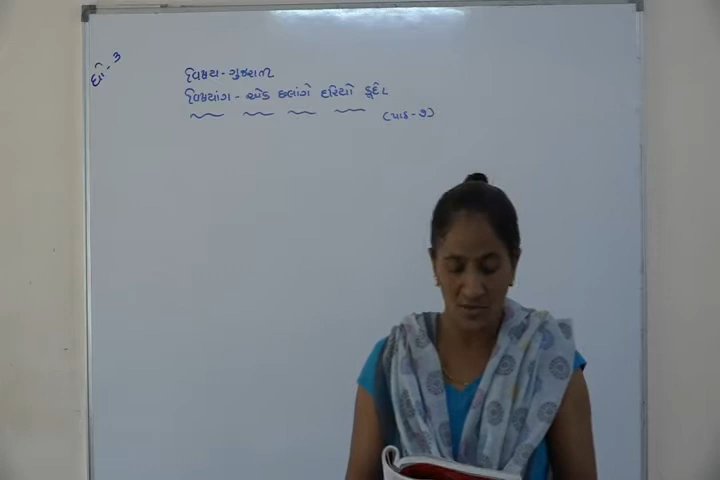 ધો - ૩
વિષય - ગુજરાતી
વિષયાંગ - એક છલાંગે દરિયો કૂદેટ
(પાઠ - ૭)